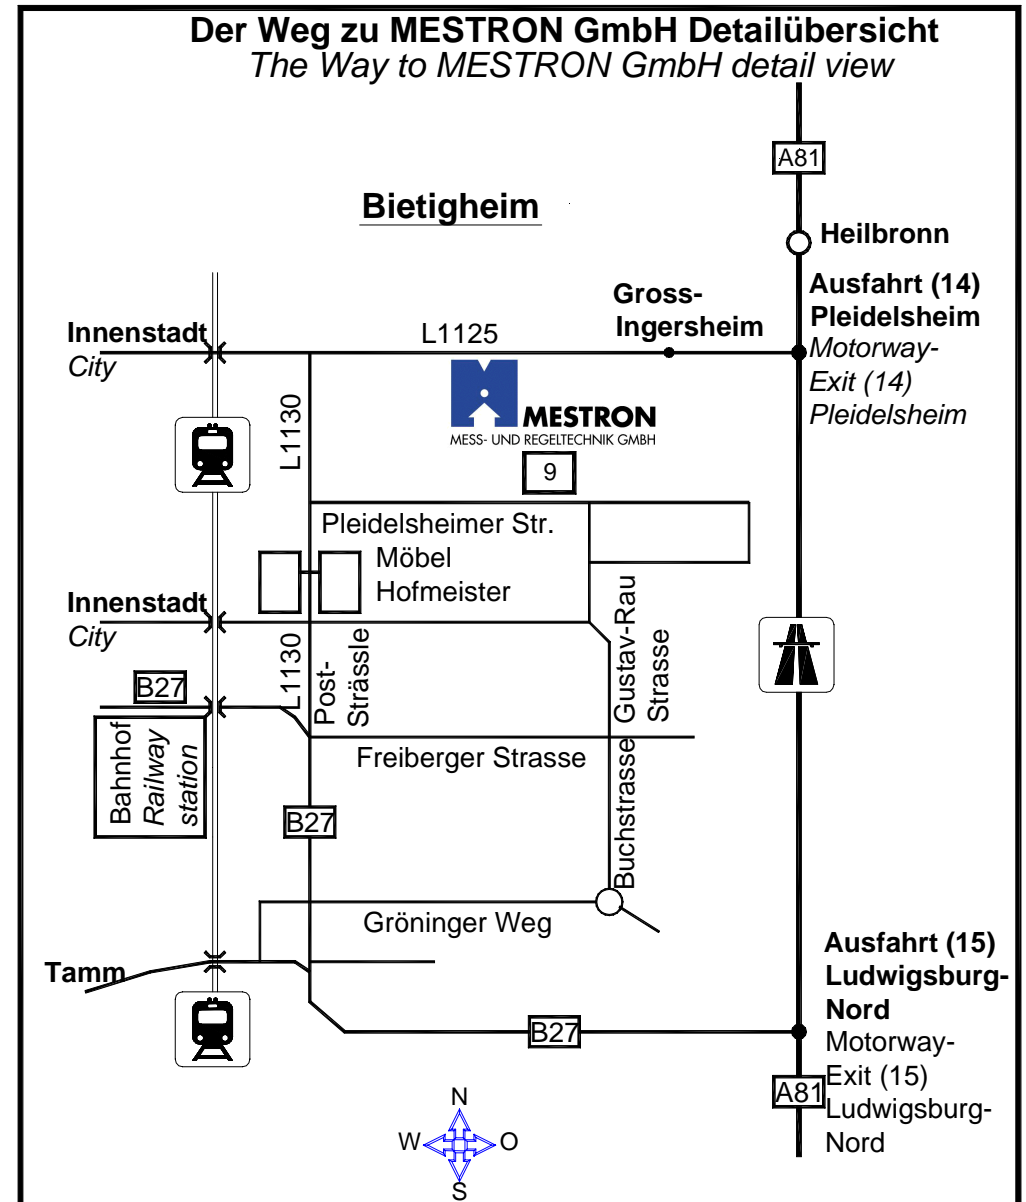 Der Weg zu MESTRON GmbH Detailübersicht
The Way to MESTRON GmbH detail view
A81
Bietigheim
Heilbronn
Ausfahrt (14)
Pleidelsheim
Motorway-
Exit (14)
Pleidelsheim
Gross-
Ingersheim
Innenstadt
City
L1125
L1130
MESTRON
MESS- UND REGELTECHNIK GMBH
9
Pleidelsheimer Str.
Möbel
Hofmeister
Innenstadt
City
L1130
Post-
Strässle
Gustav-Rau
Strasse
B27
Bahnhof
Railway
station
Freiberger Strasse
B27
Buchstrasse
Gröninger Weg
Tamm
Ausfahrt (15)
Ludwigsburg-
Nord
Motorway-
Exit (15)
Ludwigsburg-
Nord
B27
A81
N
W
O
S